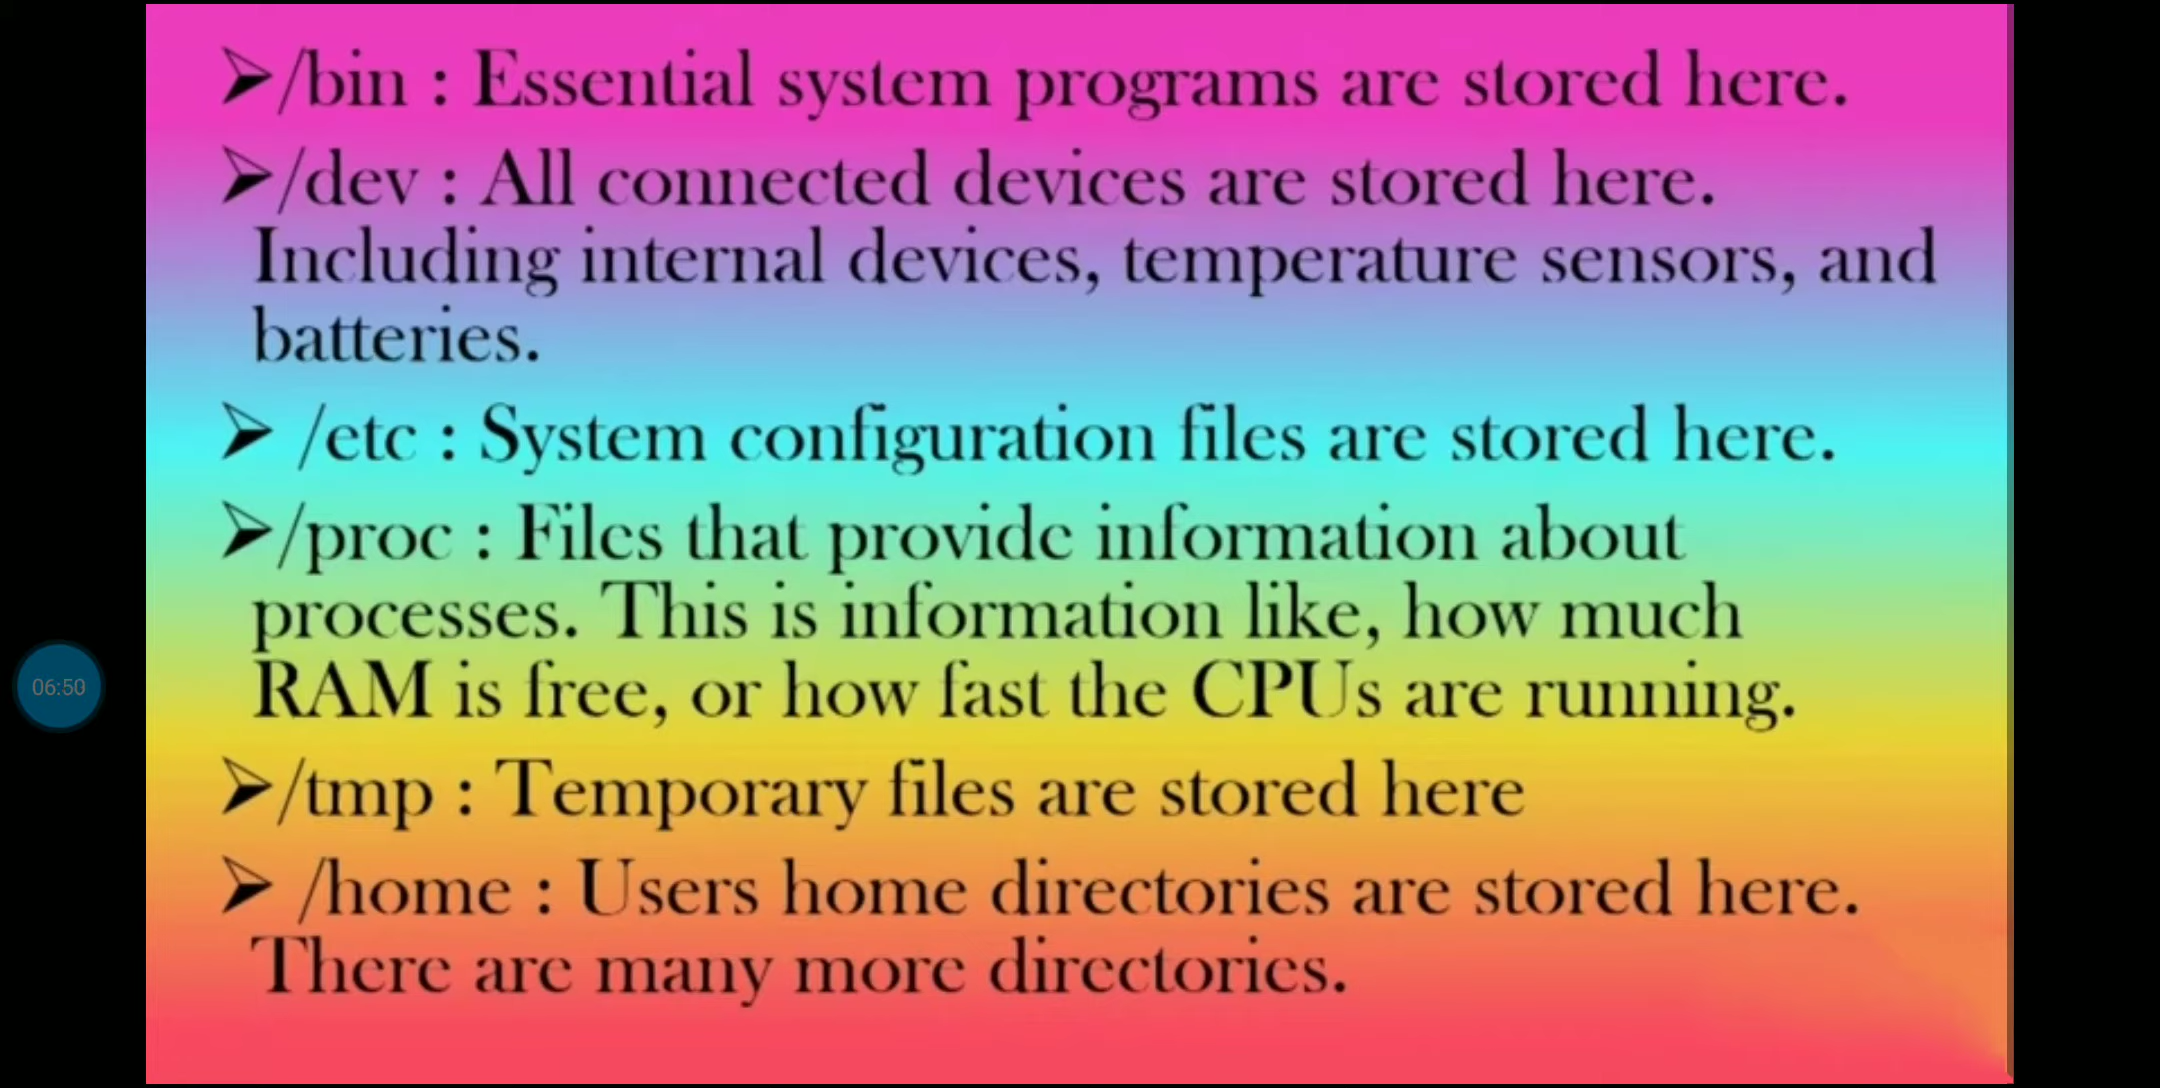 ➢/bin : Essential system programs are stored here.
➢/dev : All connected devices are stored here.
Including internal devices, temperature sensors, and
batteries.
➢ /etc : System configuration files are stored here.
➢/proc : Files that provide information about
processes. This is information like, how much
RAM is free, or how fast the CPUs are running.
06:50
➢/tmp : Temporary files are stored here
➢ /home : Users home directories are stored here.
There are many more directories.